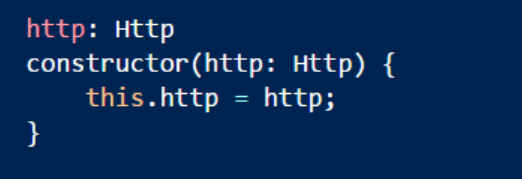 http: Http
constructor(http: Http) {
    this.http = http;
}